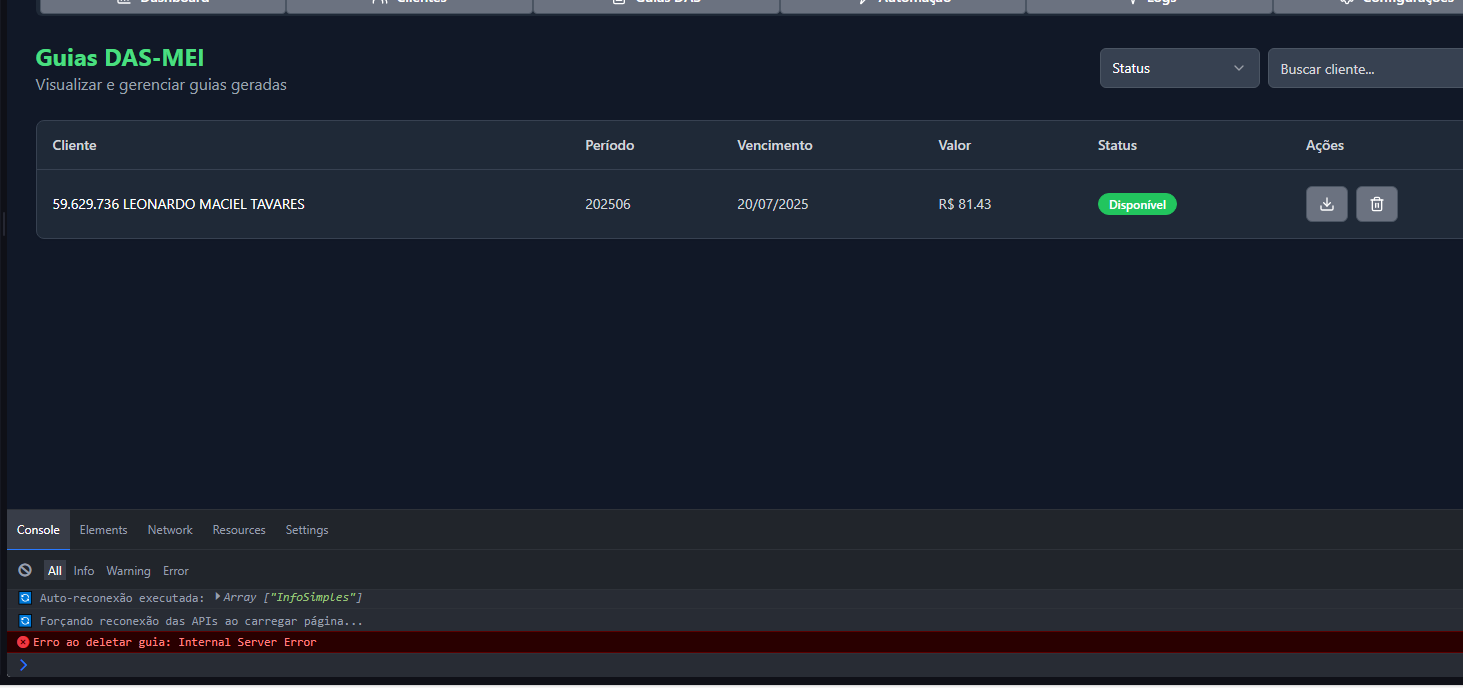 Dashboard Clientes Guias DAS Automação Logs Configurações
Guias DAS-MEI
Visualizar e gerenciar guias geradas
Status
Buscar cliente...
Cliente Período Vencimento Valor Status Ações
59.629.736 LEONARDO MACIEL TAVARES 202506 20/07/2025 R$ 81.43 Disponível
Console Elements Network Resources Settings
All Info Warning Error
Auto-reconexão executada: Array ["InfoSimples"]
Forçando reconexão das APIs ao carregar página...
Erro ao deletar guia: Internal Server Error